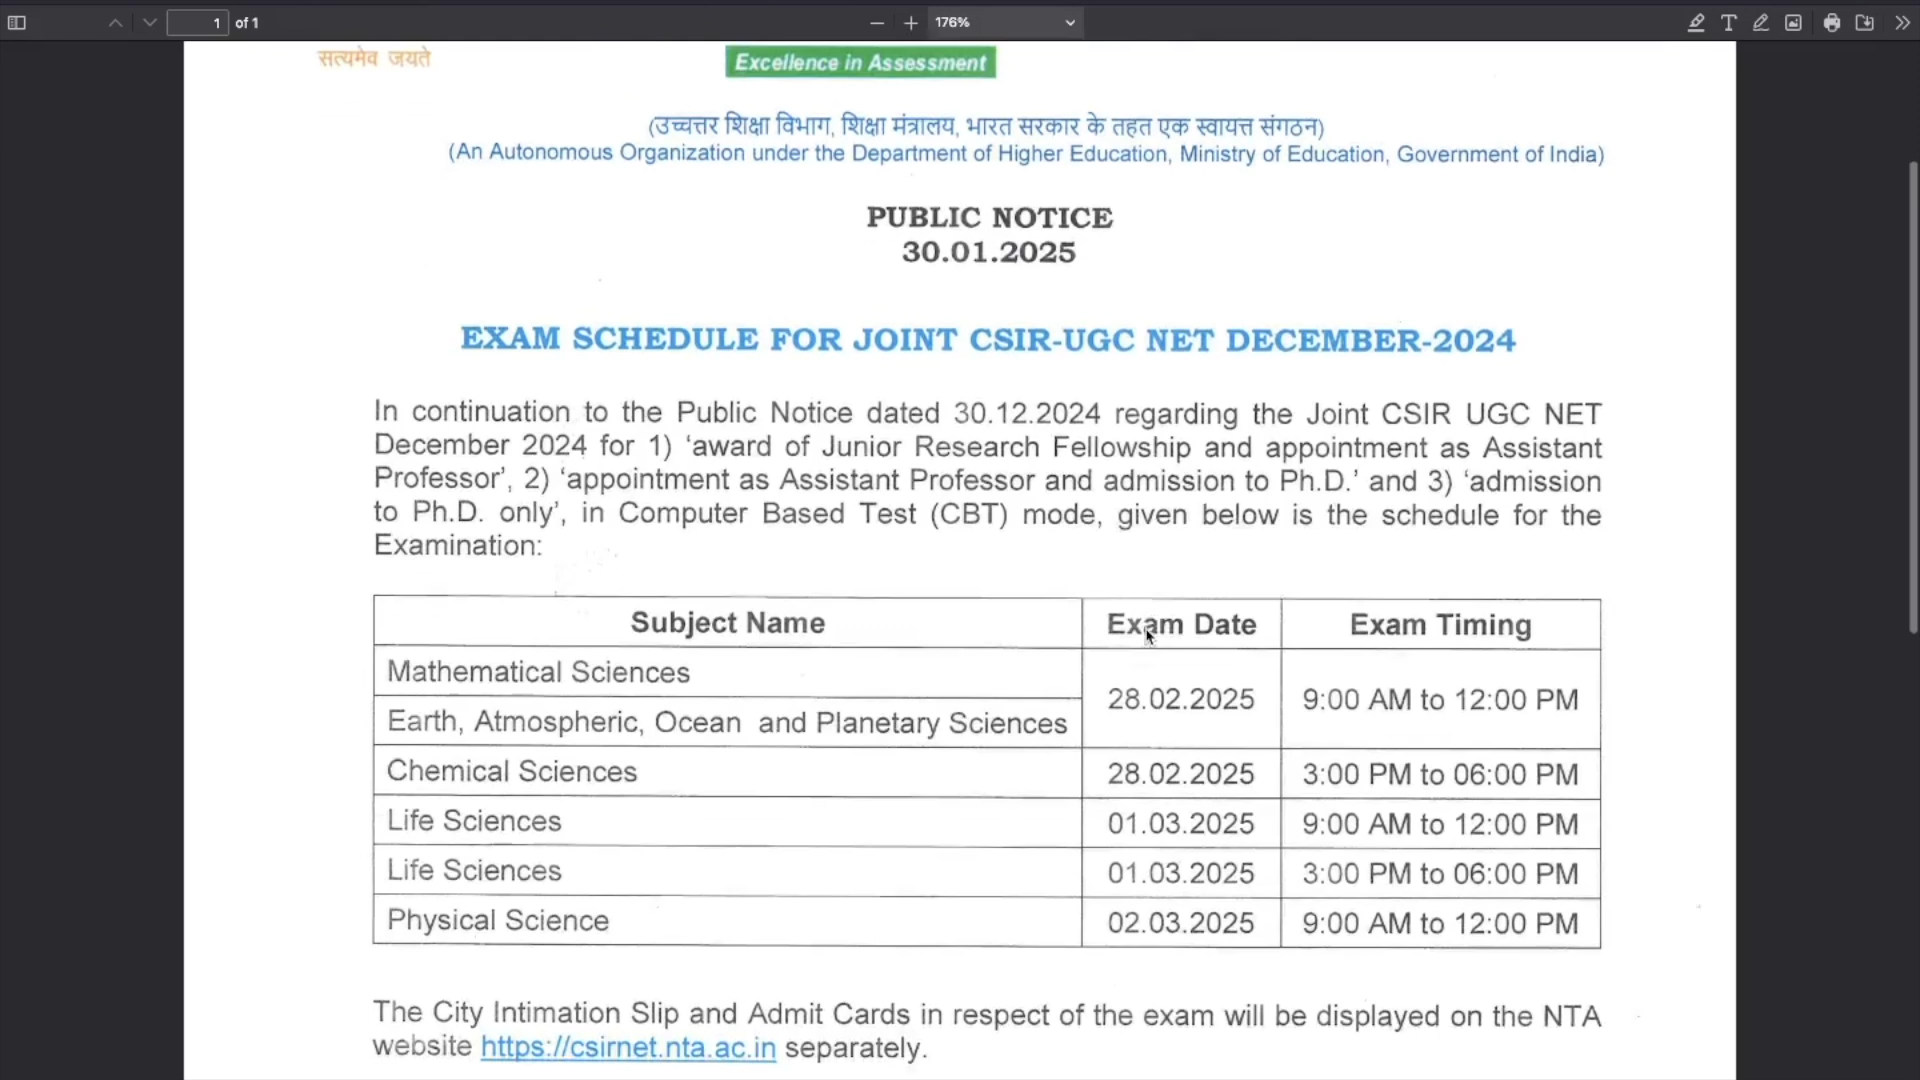 1 of 1 176%
सत्यमेव जयते
Excellence in Assessment
(उच्चत्तर शिक्षा विभाग, शिक्षा मंत्रालय, भारत सरकार के तहत एक स्वायत्त संगठन)
(An Autonomous Organization under the Department of Higher Education, Ministry of Education, Government of India)
PUBLIC NOTICE
30.01.2025
EXAM SCHEDULE FOR JOINT CSIR-UGC NET DECEMBER-2024
In continuation to the Public Notice dated 30.12.2024 regarding the Joint CSIR UGC NET
December 2024 for 1) ‘award of Junior Research Fellowship and appointment as Assistant
Professor’, 2) ‘appointment as Assistant Professor and admission to Ph.D.’ and 3) ‘admission
to Ph.D. only’, in Computer Based Test (CBT) mode, given below is the schedule for the
Examination:
Subject Name Exam Date Exam Timing
Mathematical Sciences
28.02.2025 9:00 AM to 12:00 PM
Earth, Atmospheric, Ocean and Planetary Sciences
Chemical Sciences 28.02.2025 3:00 PM to 06:00 PM
Life Sciences 01.03.2025 9:00 AM to 12:00 PM
Life Sciences 01.03.2025 3:00 PM to 06:00 PM
Physical Science 02.03.2025 9:00 AM to 12:00 PM
The City Intimation Slip and Admit Cards in respect of the exam will be displayed on the NTA
website https://csirnet.nta.ac.in separately.